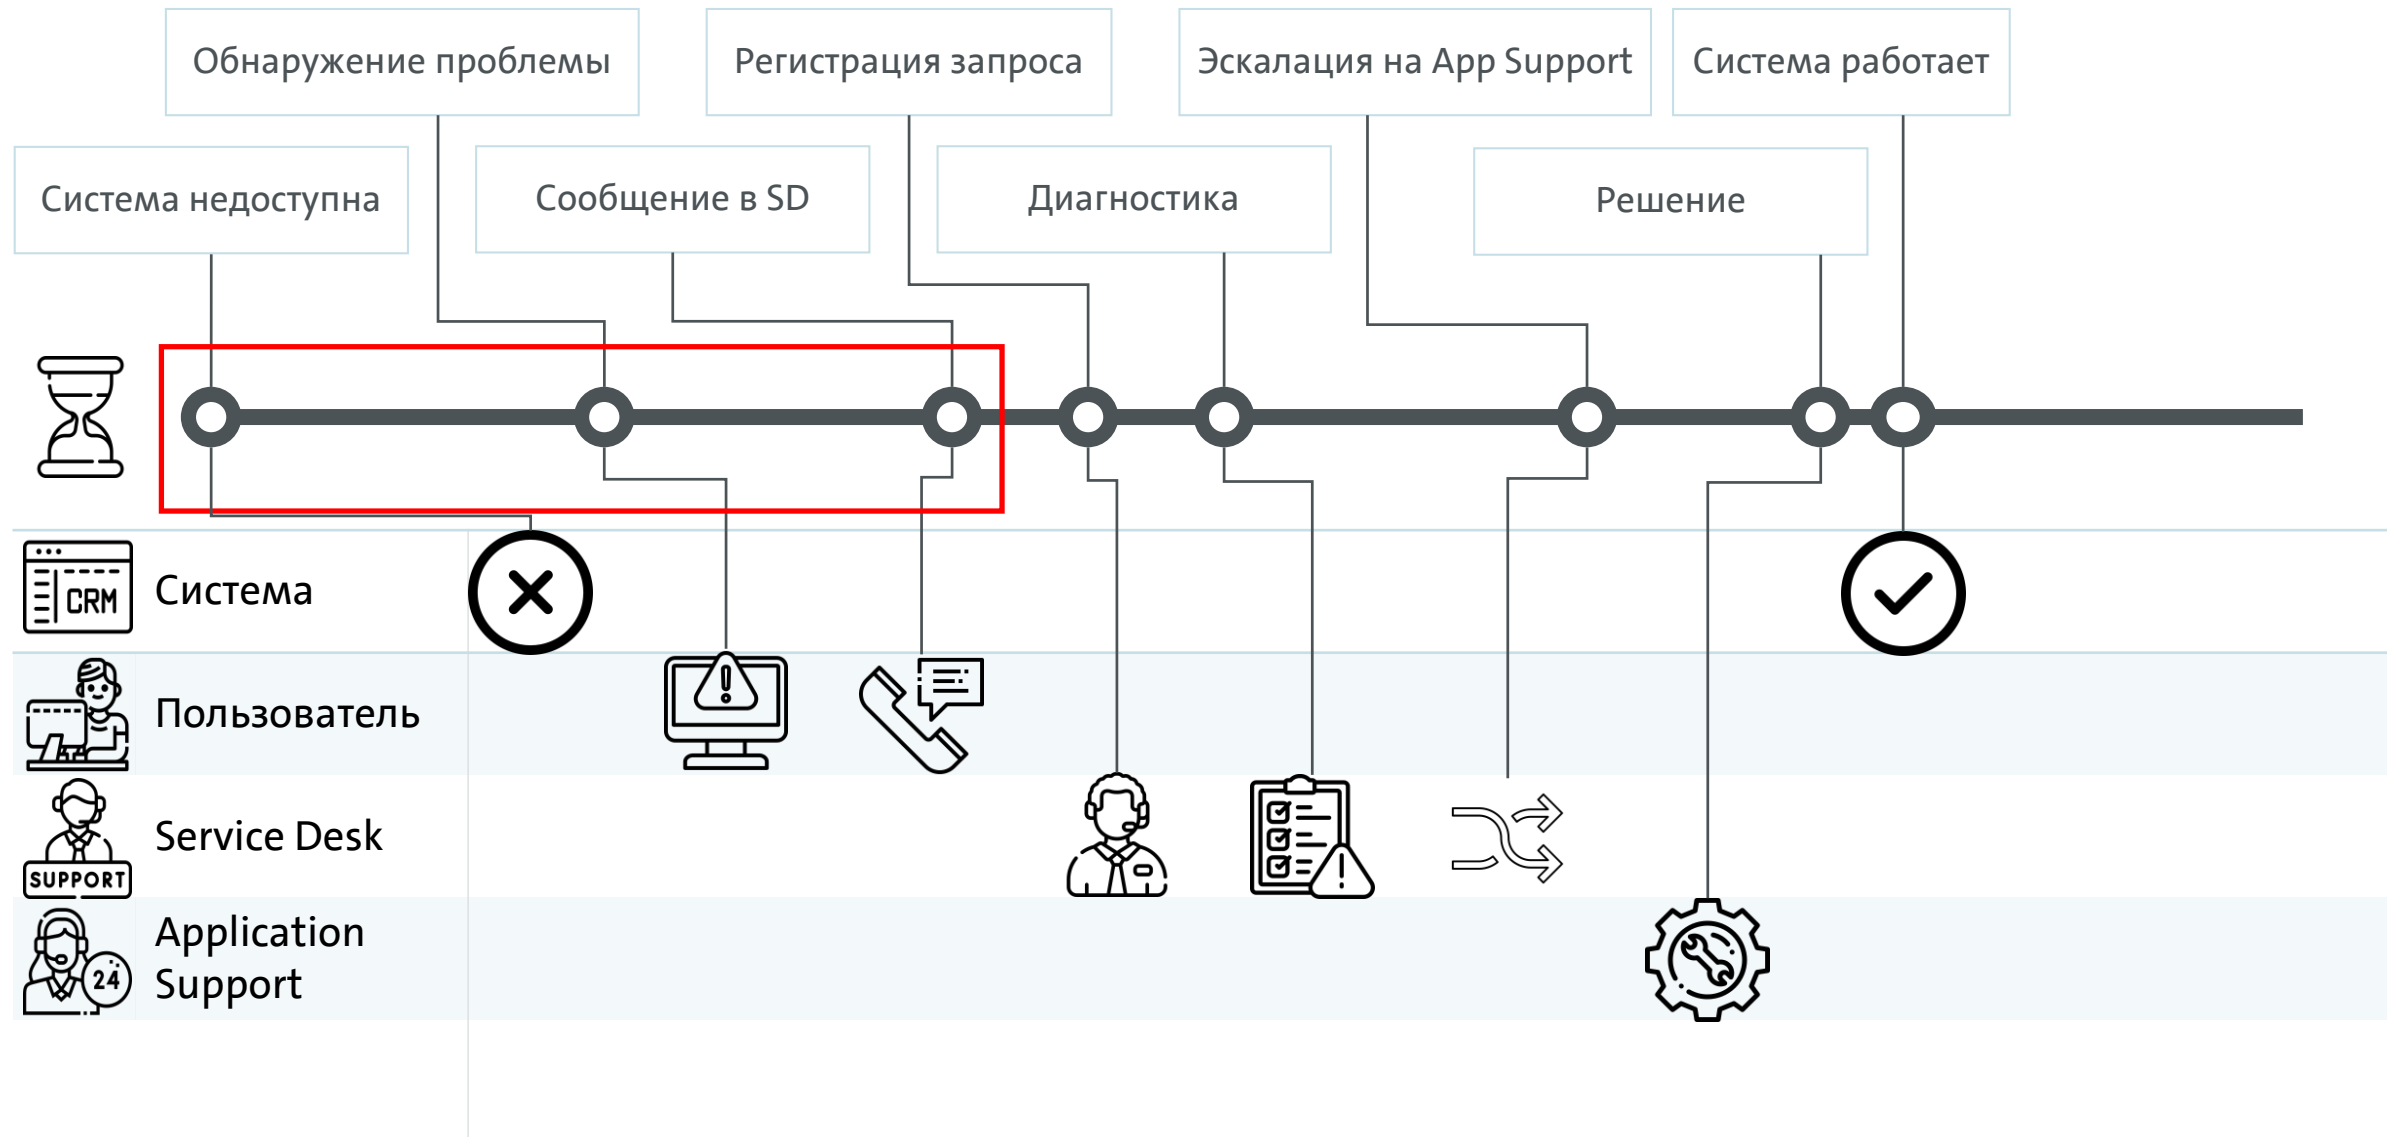 Обнаружение проблемы
Регистрация запроса
Эскалация на App Support
Система работает
Система недоступна
Сообщение в SD
Диагностика
Решение
CRM
Система
Пользователь
Service Desk
SUPPORT
Application
Support
24